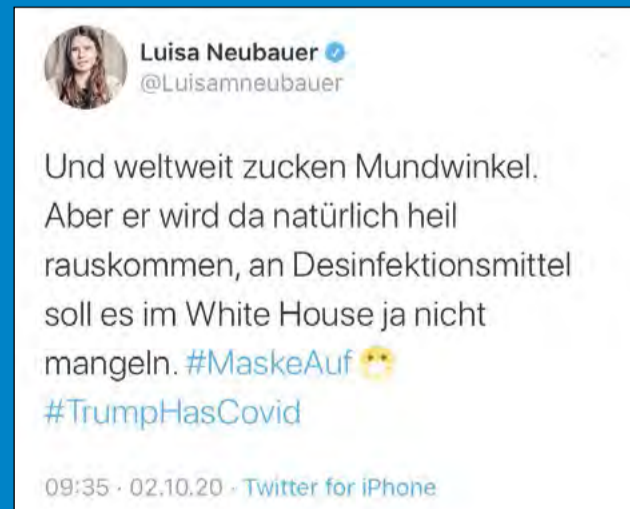 Luisa Neubauer
@Luisamneubauer
Und weltweit zucken Mundwinkel.
Aber er wird da natürlich heil
rauskommen, an Desinfektionsmittel
soll es im White House ja nicht
mangeln. #MaskeAuf 😷
#TrumpHasCovid
09:35 · 02.10.20 · Twitter for iPhone